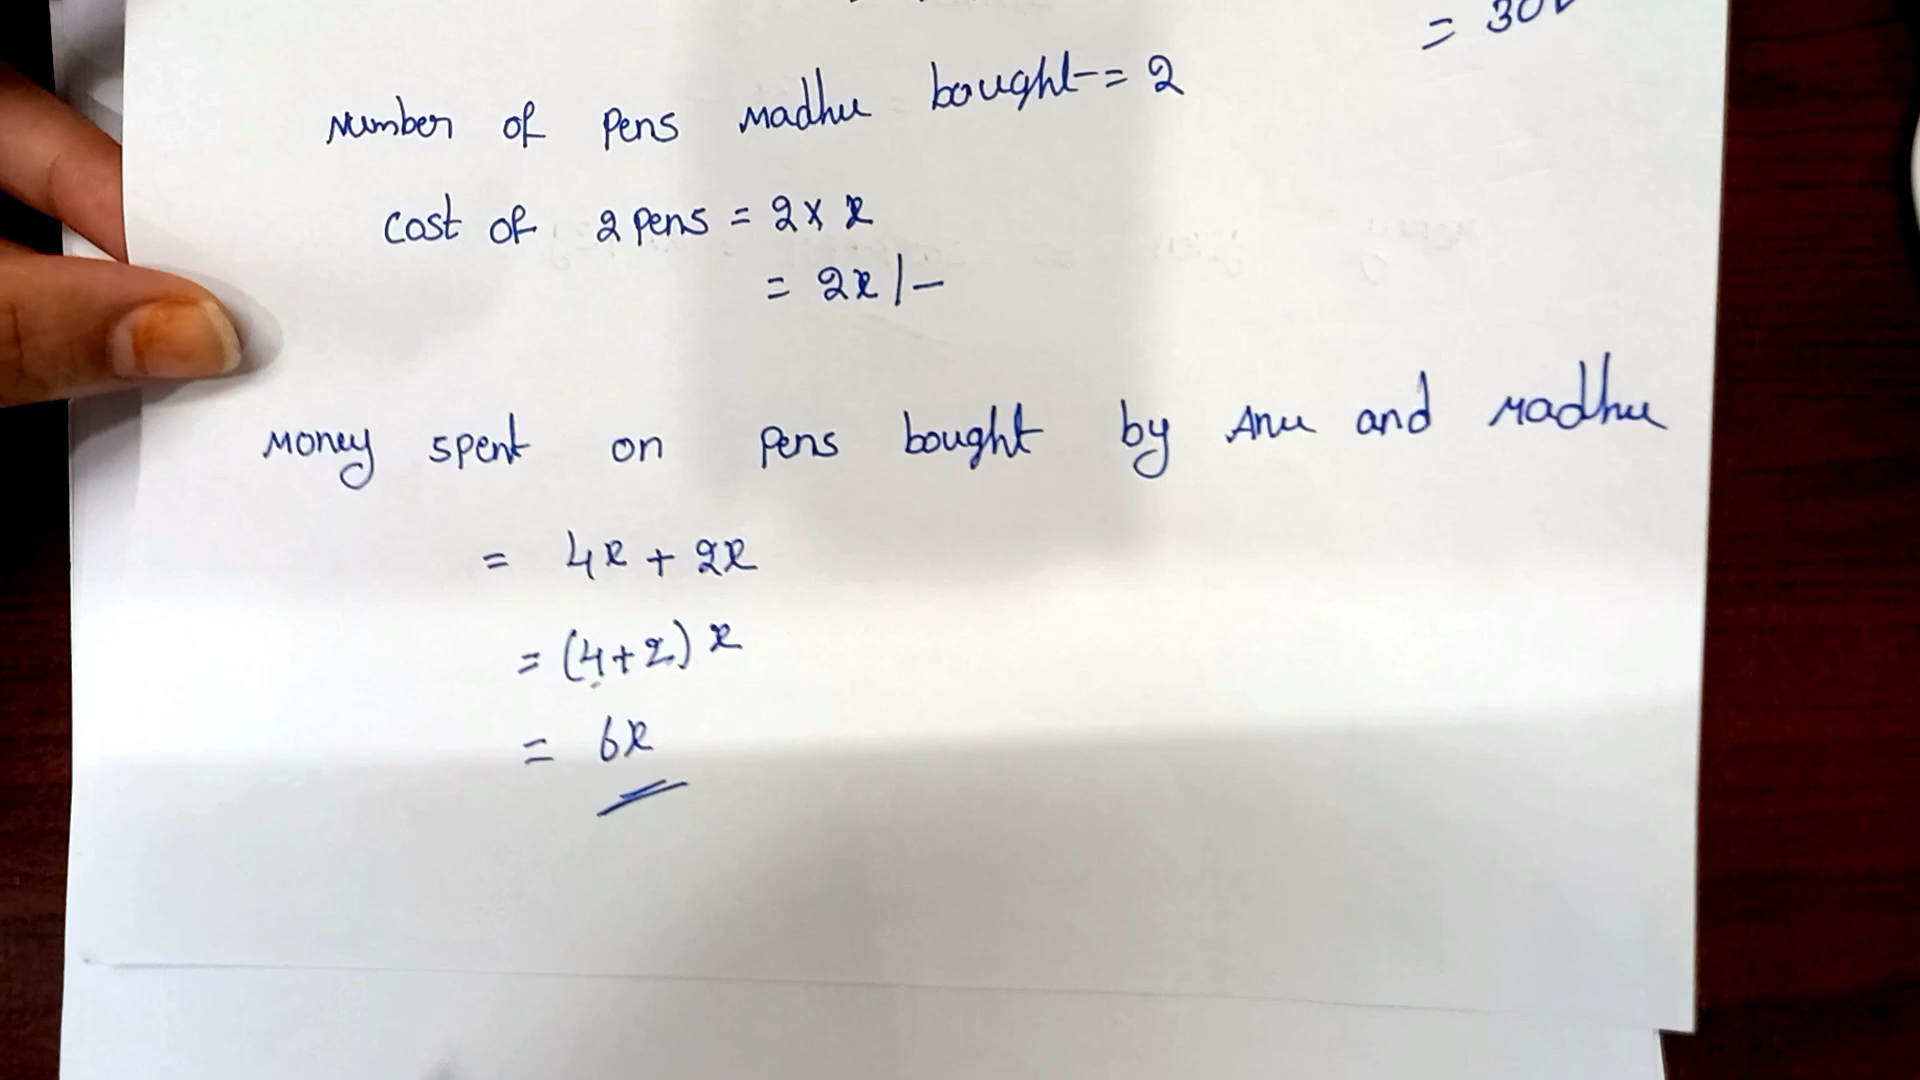 = 30
Number of pens Madhu bought = 2
cost of 2 pens = 2 × x
= 2x/-
Money spent on pens bought by Anu and Madhu
= 4x + 2x
= (4+2) x
= 6x